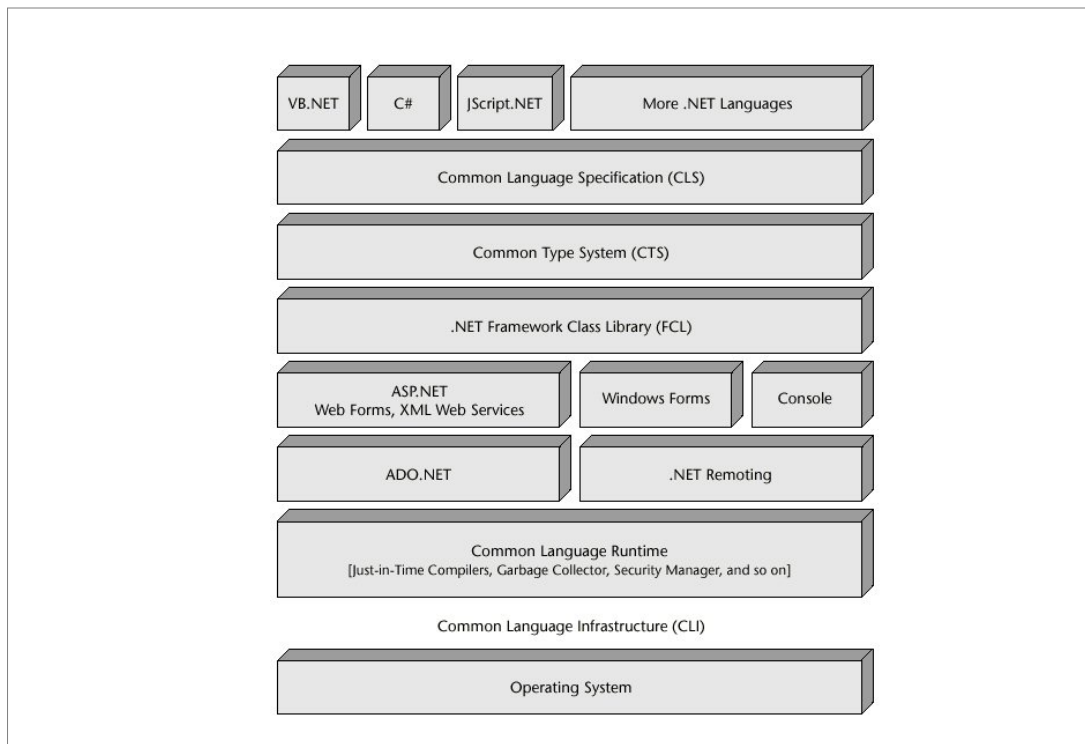 VB.NET
C#
JScript.NET
More .NET Languages
Common Language Specification (CLS)
Common Type System (CTS)
.NET Framework Class Library (FCL)
ASP.NET
Web Forms, XML Web Services
Windows Forms
Console
ADO.NET
.NET Remoting
Common Language Runtime
[Just-in-Time Compilers, Garbage Collector, Security Manager, and so on]
Common Language Infrastructure (CLI)
Operating System